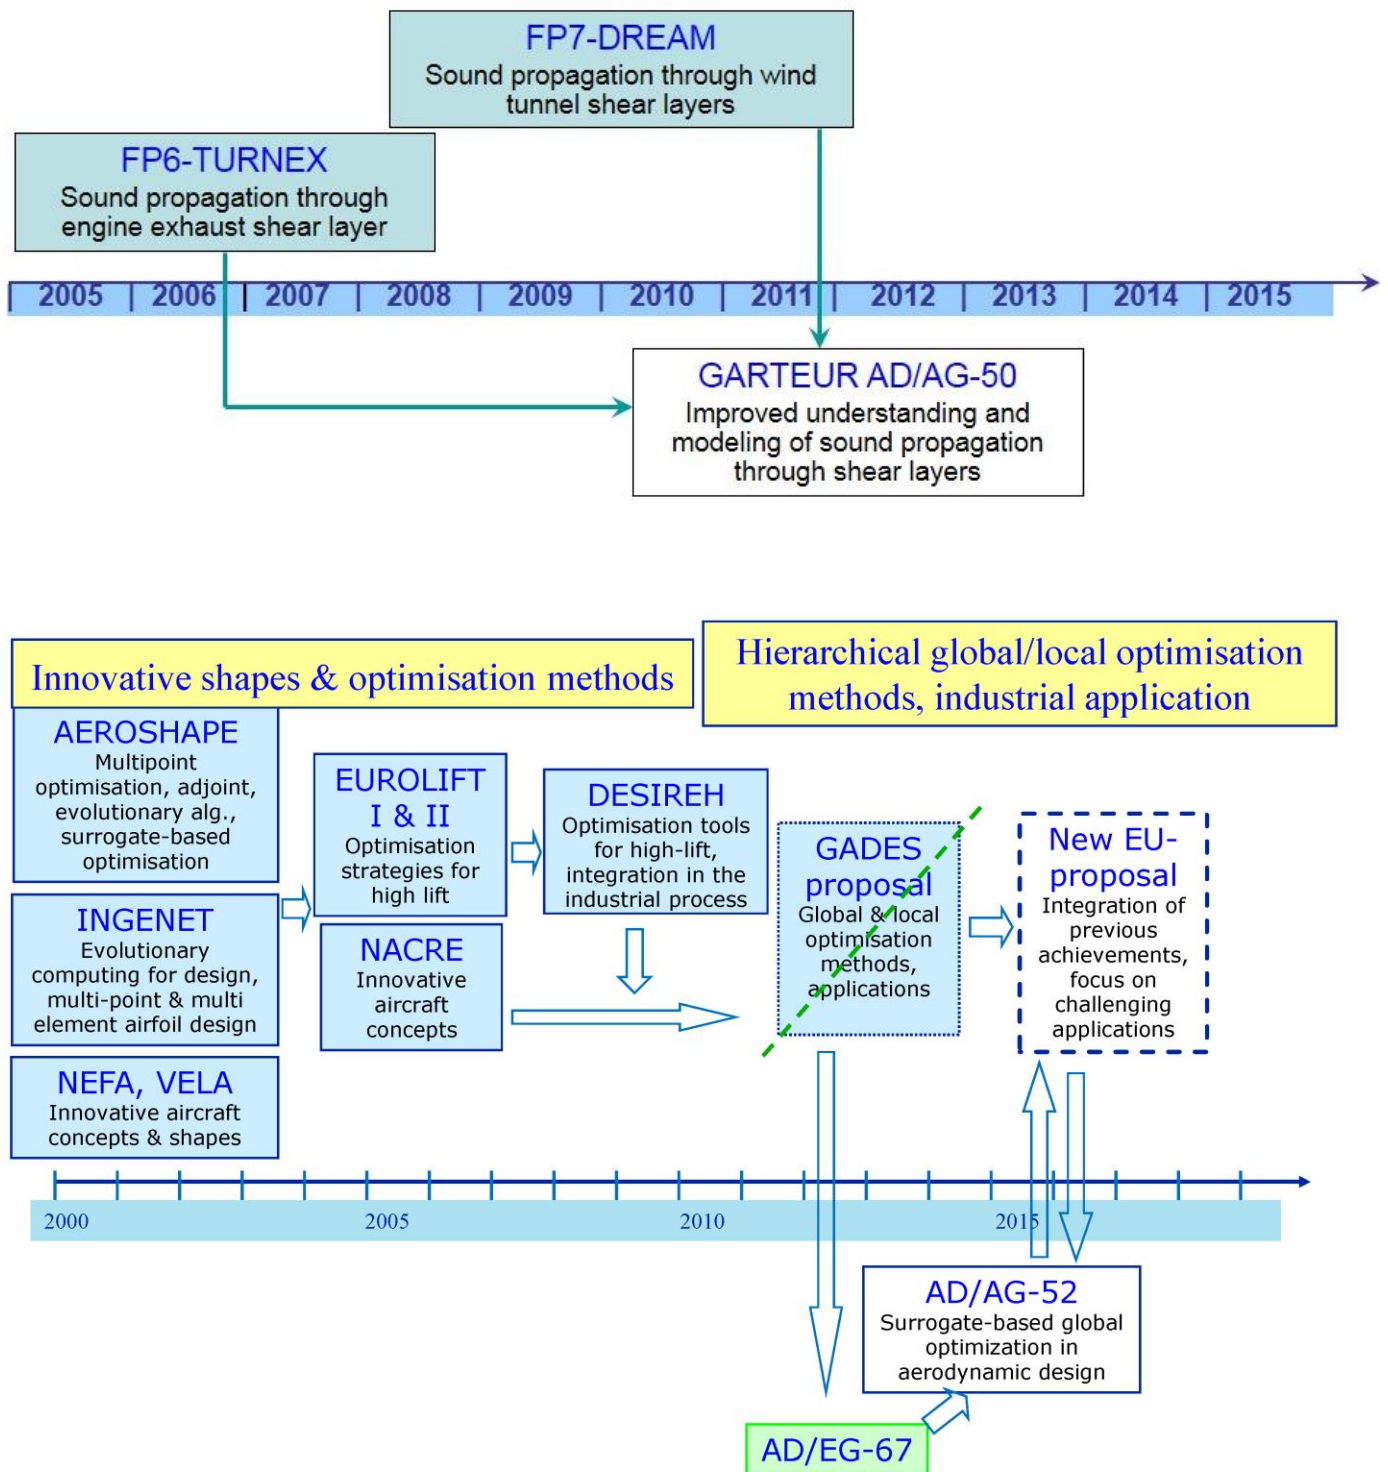 FP7-DREAM
Sound propagation through wind
tunnel shear layers
FP6-TURNEX
Sound propagation through
engine exhaust shear layer
2005 | 2006 | 2007 | 2008 | 2009 | 2010 | 2011 | 2012 | 2013 | 2014 | 2015
GARTEUR AD/AG-50
Improved understanding and
modeling of sound propagation
through shear layers
Innovative shapes & optimisation methods
Hierarchical global/local optimisation
methods, industrial application
AEROSHAPE
Multipoint
optimisation, adjoint,
evolutionary alg.,
surrogate-based
optimisation
INGENET
Evolutionary
computing for design,
multi-point & multi
element airfoil design
NEFA, VELA
Innovative aircraft
concepts & shapes
EUROLIFT
I & II
Optimisation
strategies for
high lift
NACRE
Innovative
aircraft
concepts
DESIREH
Optimisation tools
for high-lift,
integration in the
industrial process
GADES
proposal
Global & local
optimisation
methods,
applications
New EU-
proposal
Integration of
previous
achievements,
focus on
challenging
applications
2000 2005 2010 2015
AD/AG-52
Surrogate-based global
optimization in
aerodynamic design
AD/EG-67